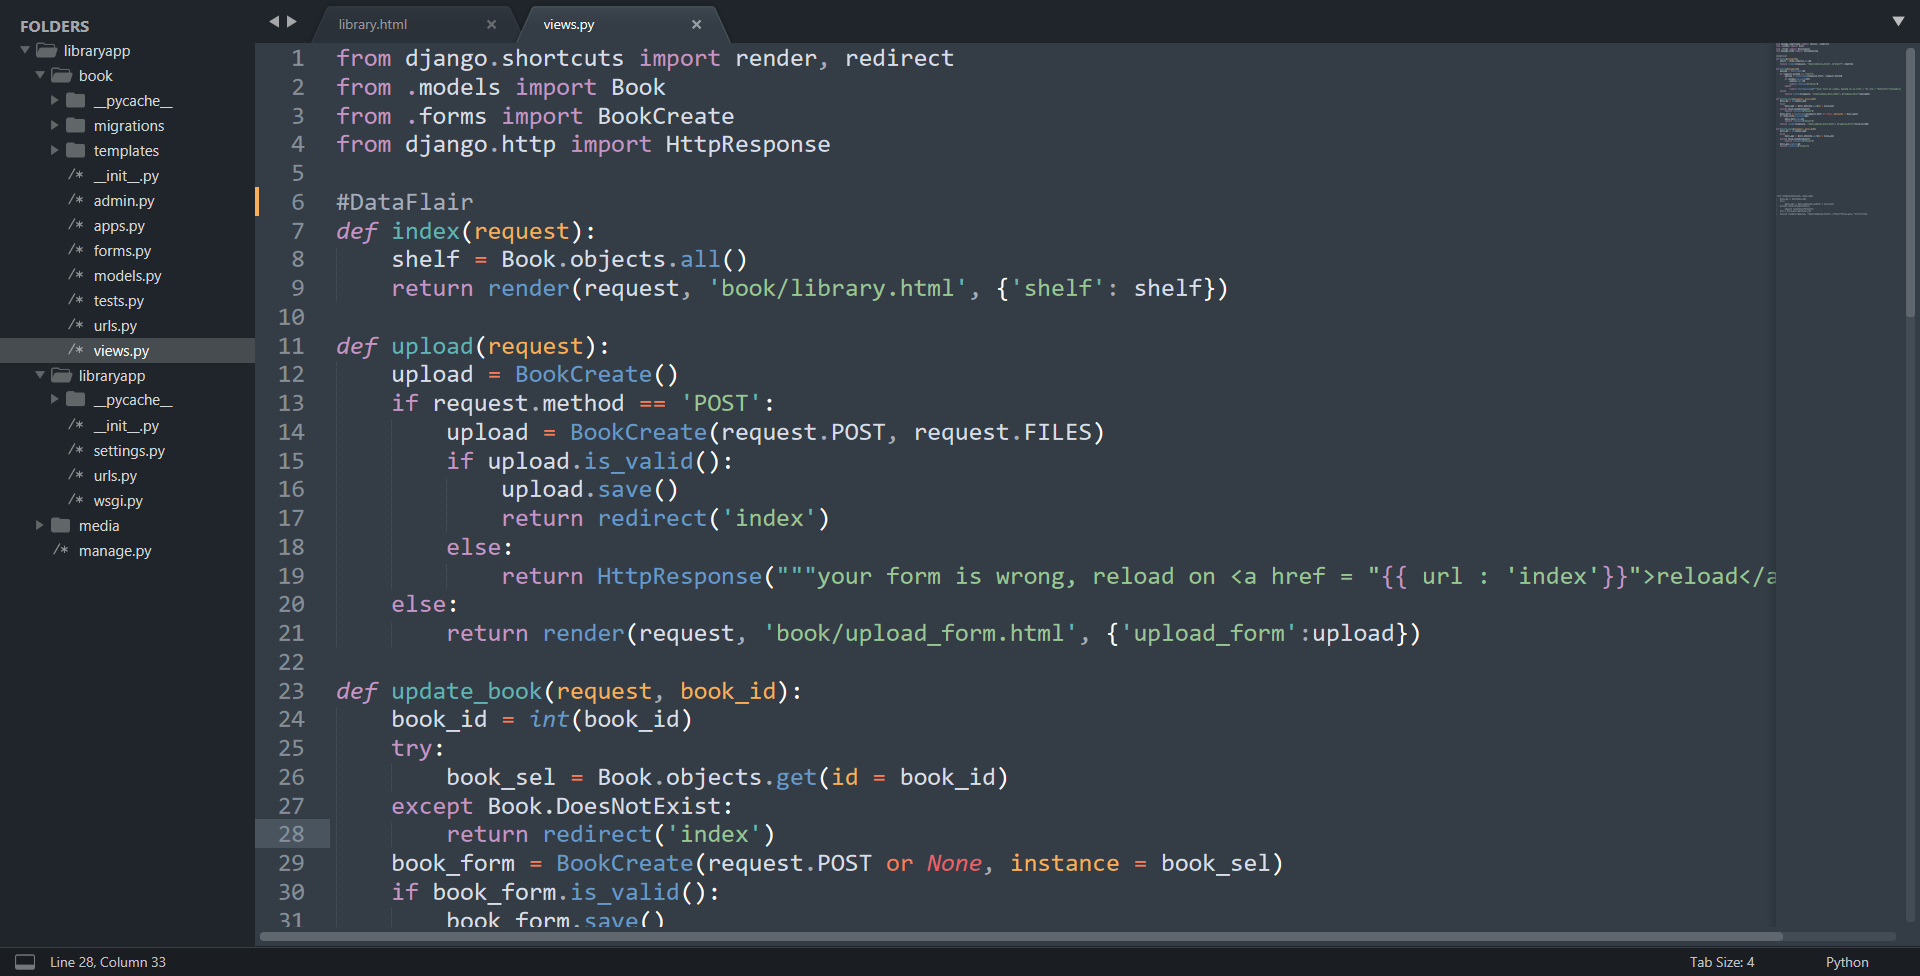 FOLDERS
libraryapp
book
__pycache__
migrations
templates
/* __init__.py
/* admin.py
/* apps.py
/* forms.py
/* models.py
/* tests.py
/* urls.py
/* views.py
libraryapp
__pycache__
/* __init__.py
/* settings.py
/* urls.py
/* wsgi.py
media
/* manage.py
library.html ×
views.py ×
1 from django.shortcuts import render, redirect
2 from .models import Book
3 from .forms import BookCreate
4 from django.http import HttpResponse
5
6 #DataFlair
7 def index(request):
8     shelf = Book.objects.all()
9     return render(request, 'book/library.html', {'shelf': shelf})
10
11 def upload(request):
12     upload = BookCreate()
13     if request.method == 'POST':
14         upload = BookCreate(request.POST, request.FILES)
15         if upload.is_valid():
16             upload.save()
17             return redirect('index')
18         else:
19             return HttpResponse("""your form is wrong, reload on <a href = "{{ url : 'index'}}">reload</a
20     else:
21         return render(request, 'book/upload_form.html', {'upload_form':upload})
22
23 def update_book(request, book_id):
24     book_id = int(book_id)
25     try:
26         book_sel = Book.objects.get(id = book_id)
27     except Book.DoesNotExist:
28         return redirect('index')
29     book_form = BookCreate(request.POST or None, instance = book_sel)
30     if book_form.is_valid():
31         book_form.save()
Line 28, Column 33
Tab Size: 4
Python